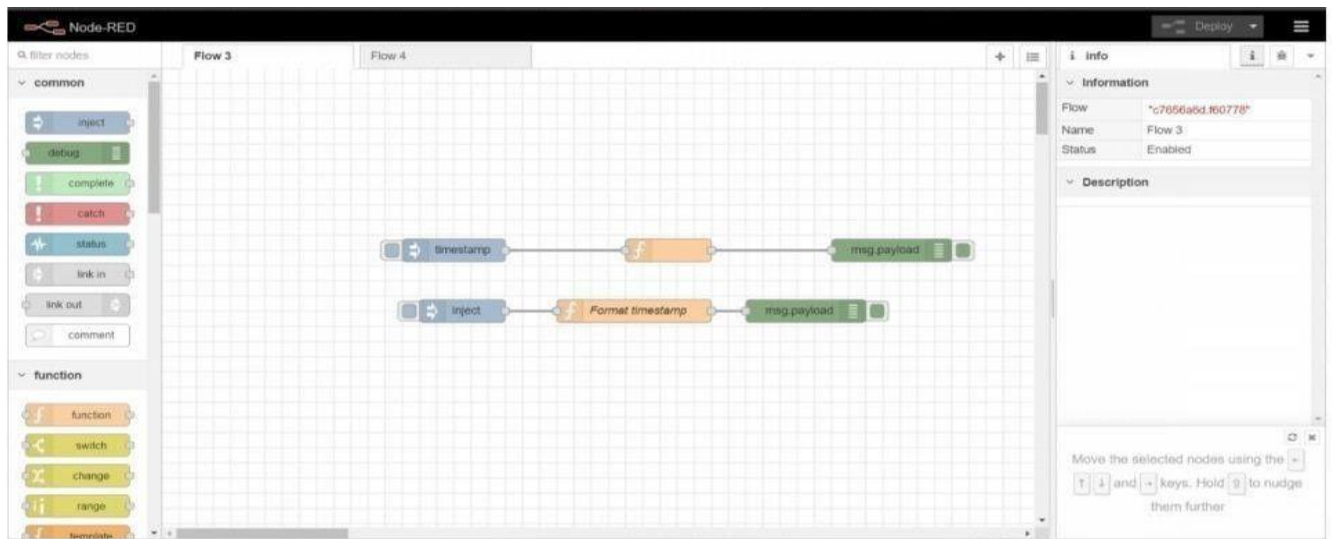 Node-RED
Deploy
filter nodes
Flow 3
Flow 4
i info
i
common
Information
Flow "c7656a6d.f60778"
Name Flow 3
Status Enabled
Description
inject
debug
complete
catch
status
link in
link out
comment
timestamp
f
msg.payload
inject
f Format timestamp
msg.payload
function
f function
switch
change
range
template
Move the selected nodes using the ←
↑ ↓ and → keys. Hold ⇧ to nudge
them further